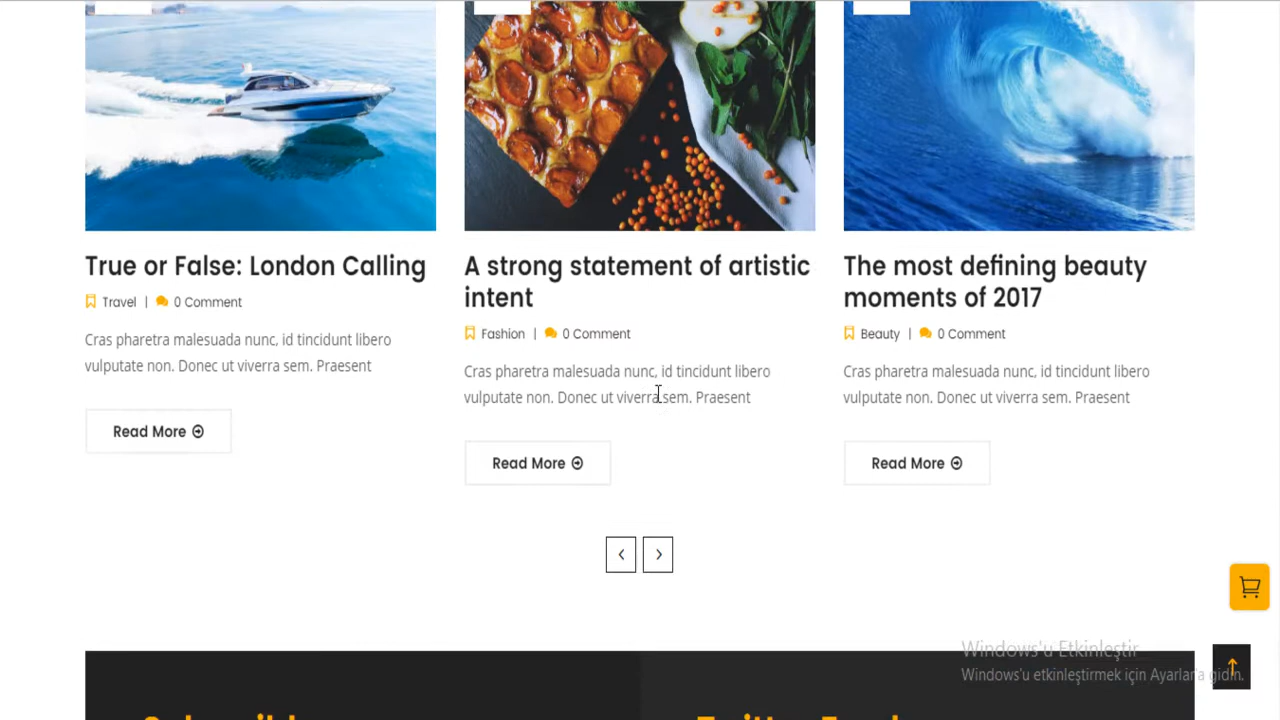 True or False: London Calling
Travel | 0 Comment
Cras pharetra malesuada nunc, id tincidunt libero
vulputate non. Donec ut viverra sem. Praesent
Read More
A strong statement of artistic
intent
Fashion | 0 Comment
Cras pharetra malesuada nunc, id tincidunt libero
vulputate non. Donec ut viverra sem. Praesent
Read More
The most defining beauty
moments of 2017
Beauty | 0 Comment
Cras pharetra malesuada nunc, id tincidunt libero
vulputate non. Donec ut viverra sem. Praesent
Read More
Windows'u Etkinleştir
Windows'u etkinleştirmek için Ayarlar'a gidin.